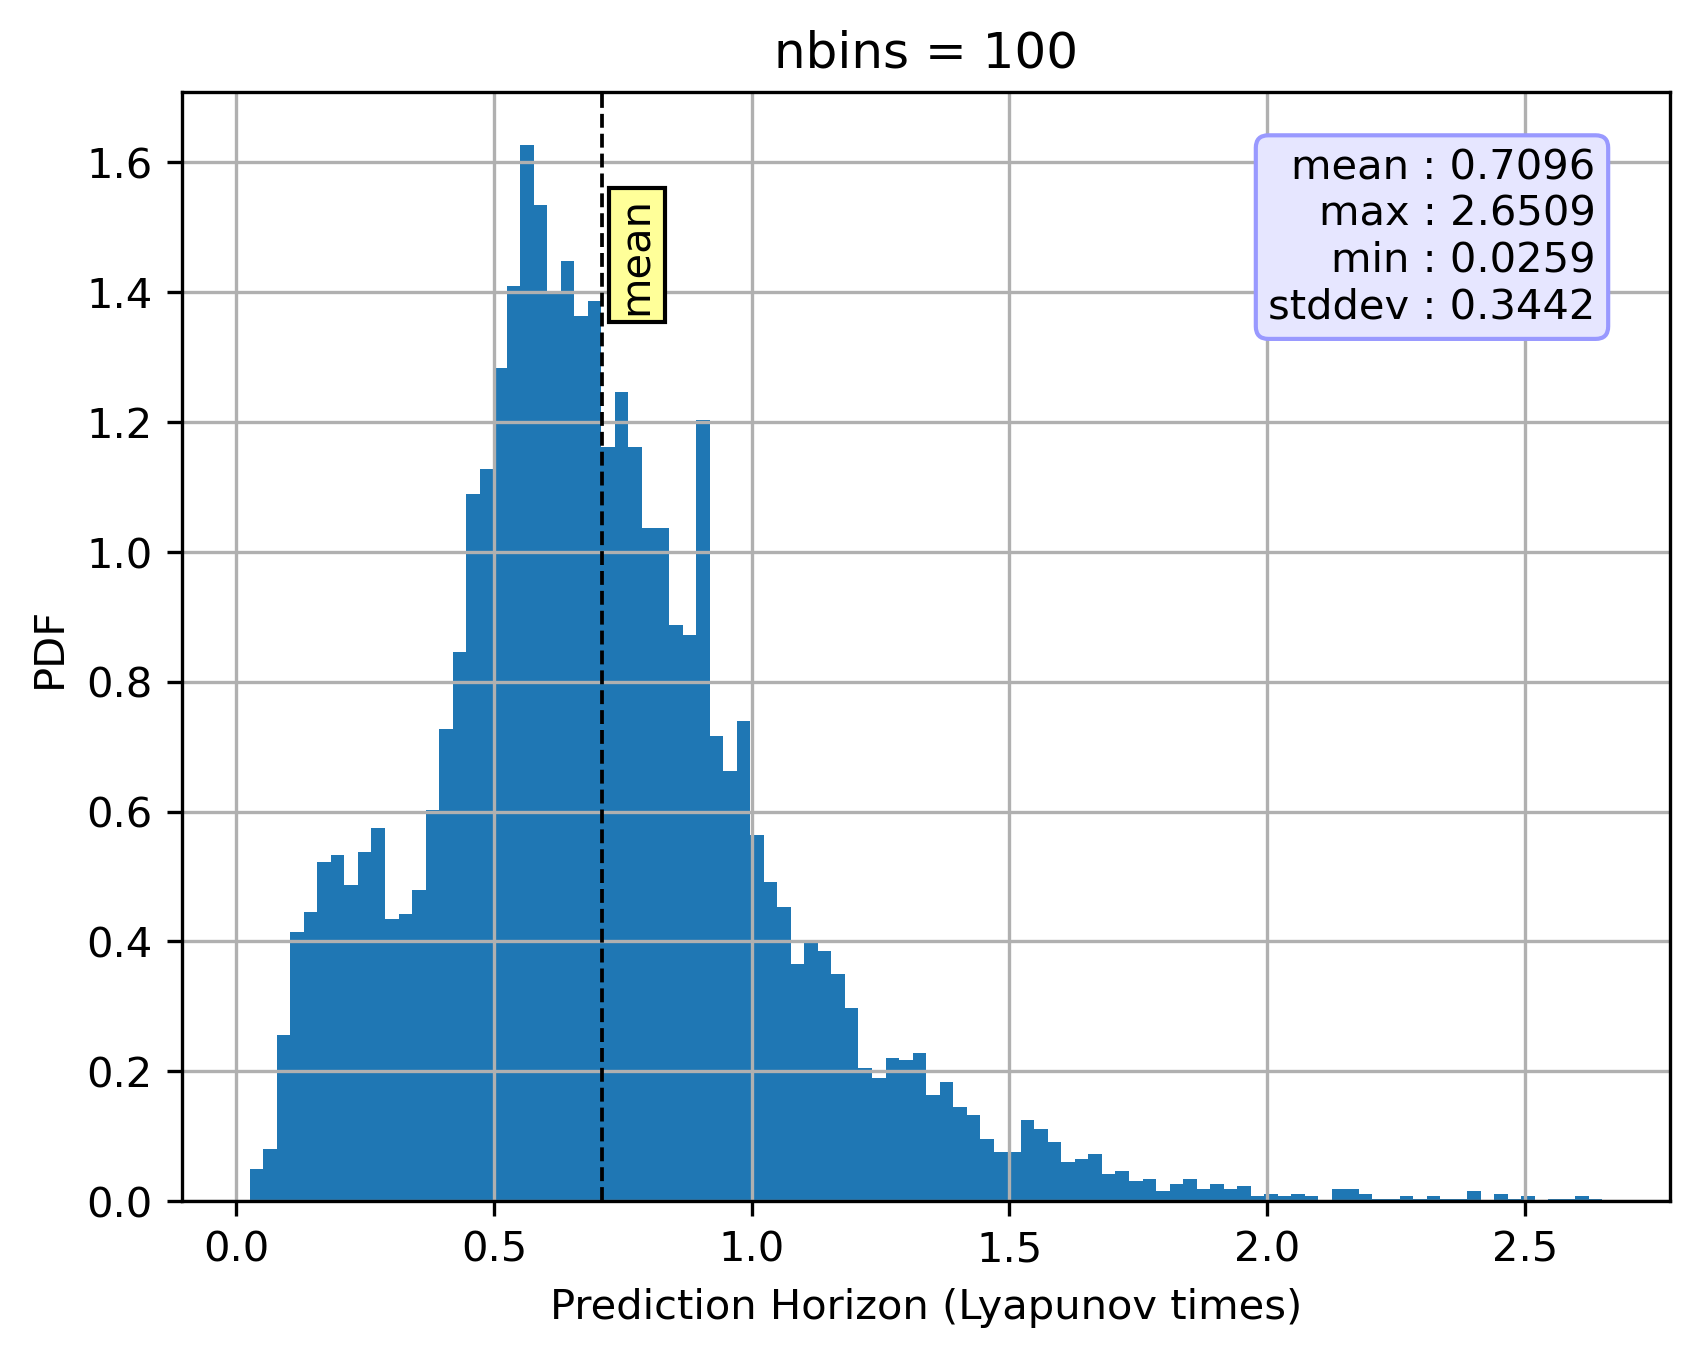 nbins = 100
mean : 0.7096
max : 2.6509
min : 0.0259
stddev : 0.3442
mean
PDF
1.6
1.4
1.2
1.0
0.8
0.6
0.4
0.2
0.0
0.0 0.5 1.0 1.5 2.0 2.5
Prediction Horizon (Lyapunov times)